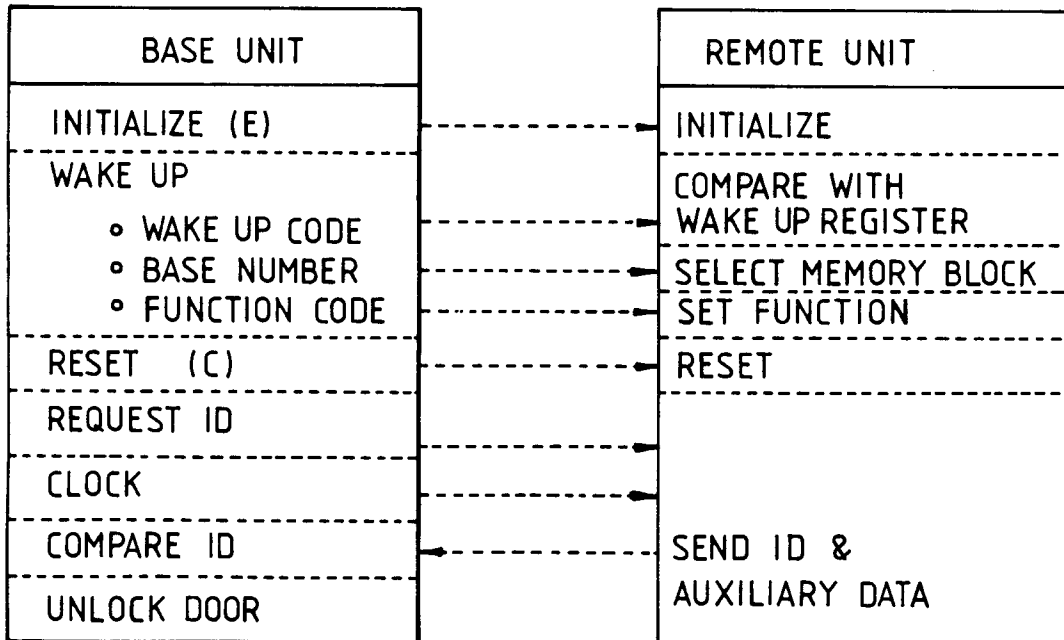 BASE UNIT
INITIALIZE (E)
WAKE UP
° WAKE UP CODE
° BASE NUMBER
° FUNCTION CODE
RESET (C)
REQUEST ID
CLOCK
COMPARE ID
UNLOCK DOOR
REMOTE UNIT
INITIALIZE
COMPARE WITH
WAKE UP REGISTER
SELECT MEMORY BLOCK
SET FUNCTION
RESET
SEND ID &
AUXILIARY DATA